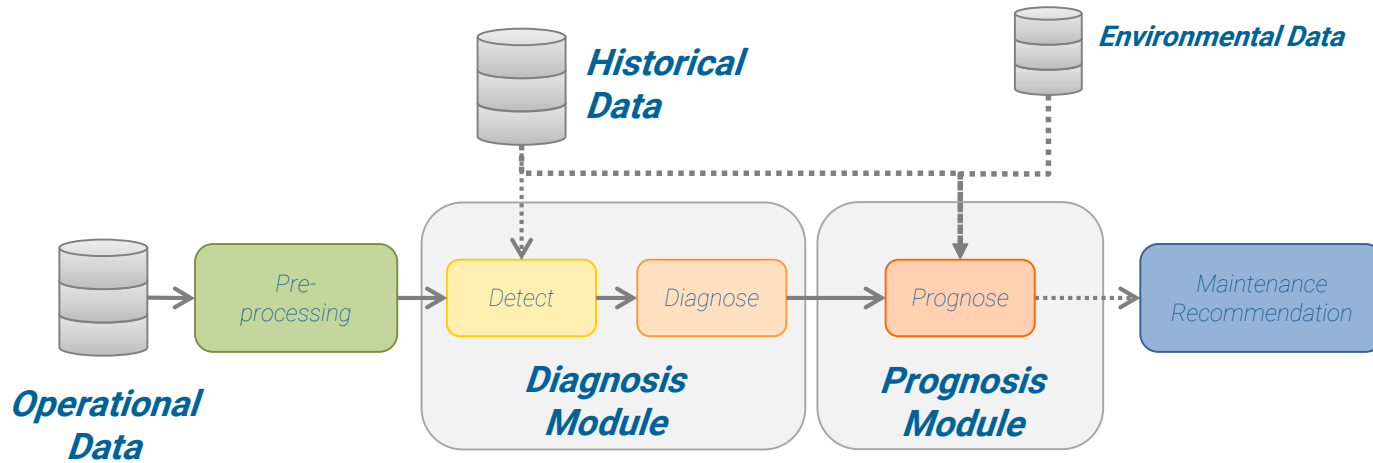 Historical
Data
Environmental Data
Operational
Data
Pre-
processing
Detect
Diagnose
Diagnosis
Module
Prognose
Prognosis
Module
Maintenance
Recommendation